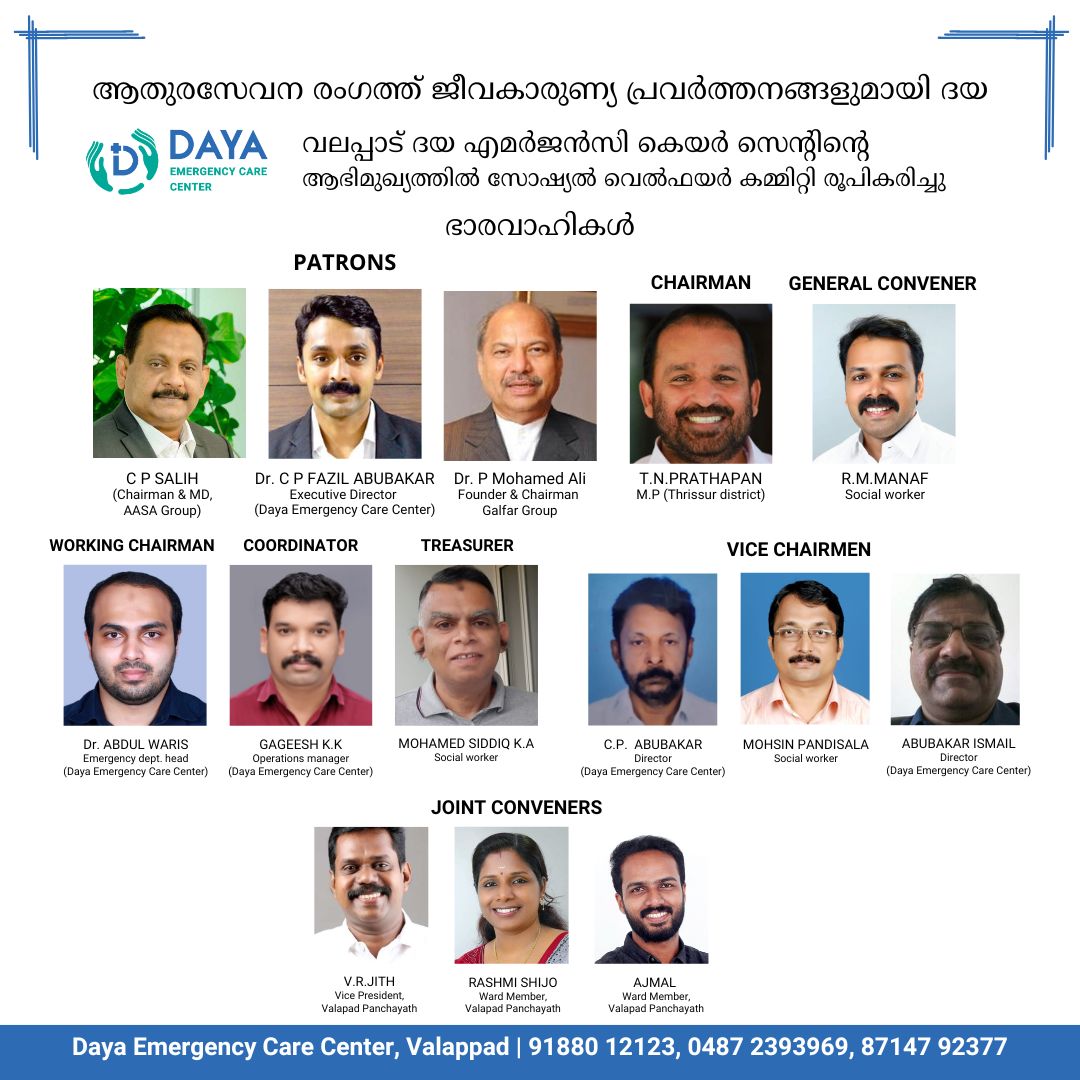 ആതുരസേവന രംഗത്ത് ജീവകാരുണ്യ പ്രവർത്തനങ്ങളുമായി ദയ
DAYA
EMERGENCY CARE
CENTER
വലപ്പാട് ദയ എമർജൻസി കെയർ സെന്റിന്റെ
ആഭിമുഖ്യത്തിൽ സോഷ്യൽ വെൽഫയർ കമ്മിറ്റി രൂപികരിച്ചു
ഭാരവാഹികൾ
PATRONS
CHAIRMAN
GENERAL CONVENER
C P SALIH
(Chairman & MD,
AASA Group)
Dr. C P FAZIL ABUBAKAR
Executive Director
(Daya Emergency Care Center)
Dr. P Mohamed Ali
Founder & Chairman
Galfar Group
T.N.PRATHAPAN
M.P (Thrissur district)
R.M.MANAF
Social worker
WORKING CHAIRMAN
COORDINATOR
TREASURER
VICE CHAIRMEN
Dr. ABDUL WARIS
Emergency dept. head
(Daya Emergency Care Center)
GAGEESH K.K
Operations manager
(Daya Emergency Care Center)
MOHAMED SIDDIQ K.A
Social worker
C.P. ABUBAKAR
Director
(Daya Emergency Care Center)
MOHSIN PANDISALA
Social worker
ABUBAKAR ISMAIL
Director
(Daya Emergency Care Center)
JOINT CONVENERS
V.R.JITH
Vice President,
Valapad Panchayath
RASHMI SHIJO
Ward Member,
Valapad Panchayath
AJMAL
Ward Member,
Valapad Panchayath
Daya Emergency Care Center, Valappad | 91880 12123, 0487 2393969, 87147 92377